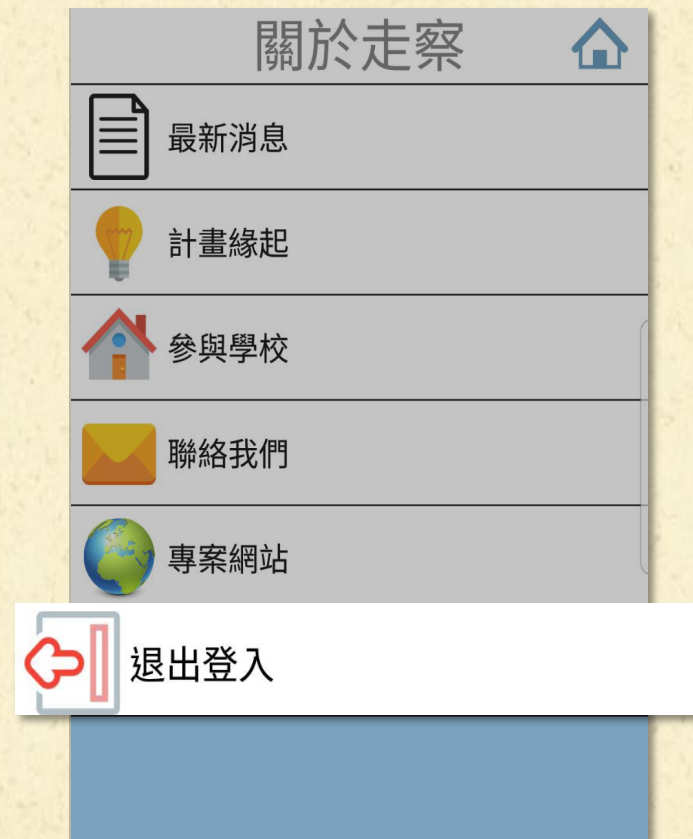 關於走察
最新消息
計畫緣起
參與學校
聯絡我們
專案網站
退出登入